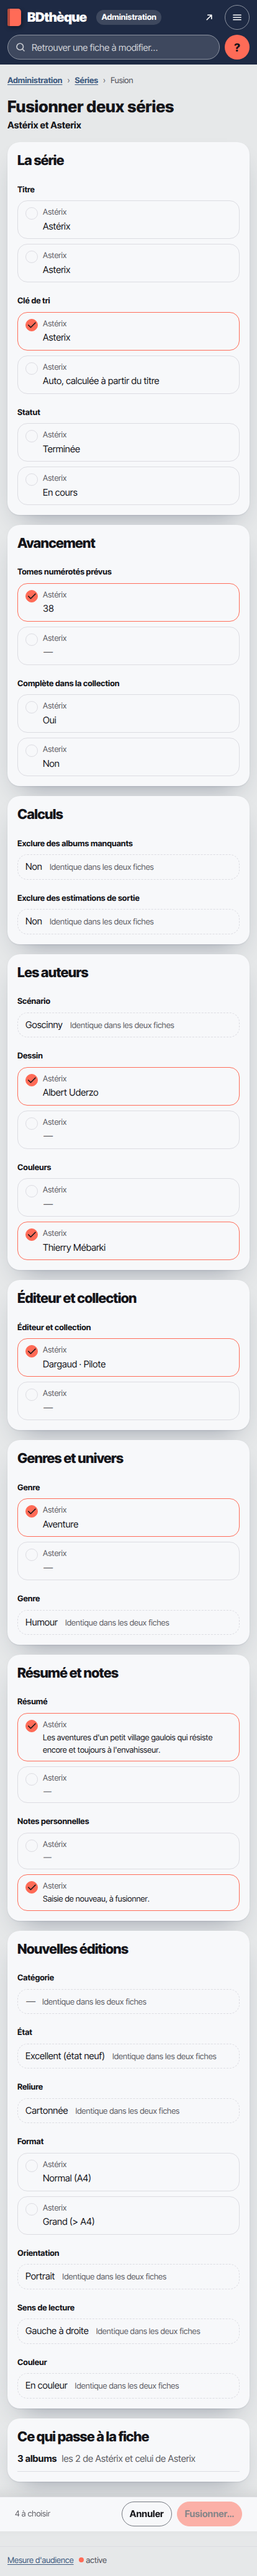 BDthèque
Administration
Retrouver une fiche à modifier…
?
Administration › Séries › Fusion
Fusionner deux séries
Astérix et Asterix
La série
Titre
Astérix
Astérix
Asterix
Asterix
Clé de tri
Astérix
Asterix
Asterix
Auto, calculée à partir du titre
Statut
Astérix
Terminée
Asterix
En cours
Avancement
Tomes numérotés prévus
Astérix
38
Asterix
—
Complète dans la collection
Astérix
Oui
Asterix
Non
Calculs
Exclure des albums manquants
Non Identique dans les deux fiches
Exclure des estimations de sortie
Non Identique dans les deux fiches
Les auteurs
Scénario
Goscinny Identique dans les deux fiches
Dessin
Astérix
Albert Uderzo
Asterix
—
Couleurs
Astérix
—
Asterix
Thierry Mébarki
Éditeur et collection
Éditeur et collection
Astérix
Dargaud · Pilote
Asterix
—
Genres et univers
Genre
Astérix
Aventure
Asterix
—
Genre
Humour Identique dans les deux fiches
Résumé et notes
Résumé
Astérix
Les aventures d'un petit village gaulois qui résiste
encore et toujours à l'envahisseur.
Asterix
—
Notes personnelles
Astérix
—
Asterix
Saisie de nouveau, à fusionner.
Nouvelles éditions
Catégorie
— Identique dans les deux fiches
État
Excellent (état neuf) Identique dans les deux fiches
Reliure
Cartonnée Identique dans les deux fiches
Format
Astérix
Normal (A4)
Asterix
Grand (> A4)
Orientation
Portrait Identique dans les deux fiches
Sens de lecture
Gauche à droite Identique dans les deux fiches
Couleur
En couleur Identique dans les deux fiches
Ce qui passe à la fiche
3 albums les 2 de Astérix et celui de Asterix
4 à choisir
Annuler
Fusionner…
Mesure d'audience active